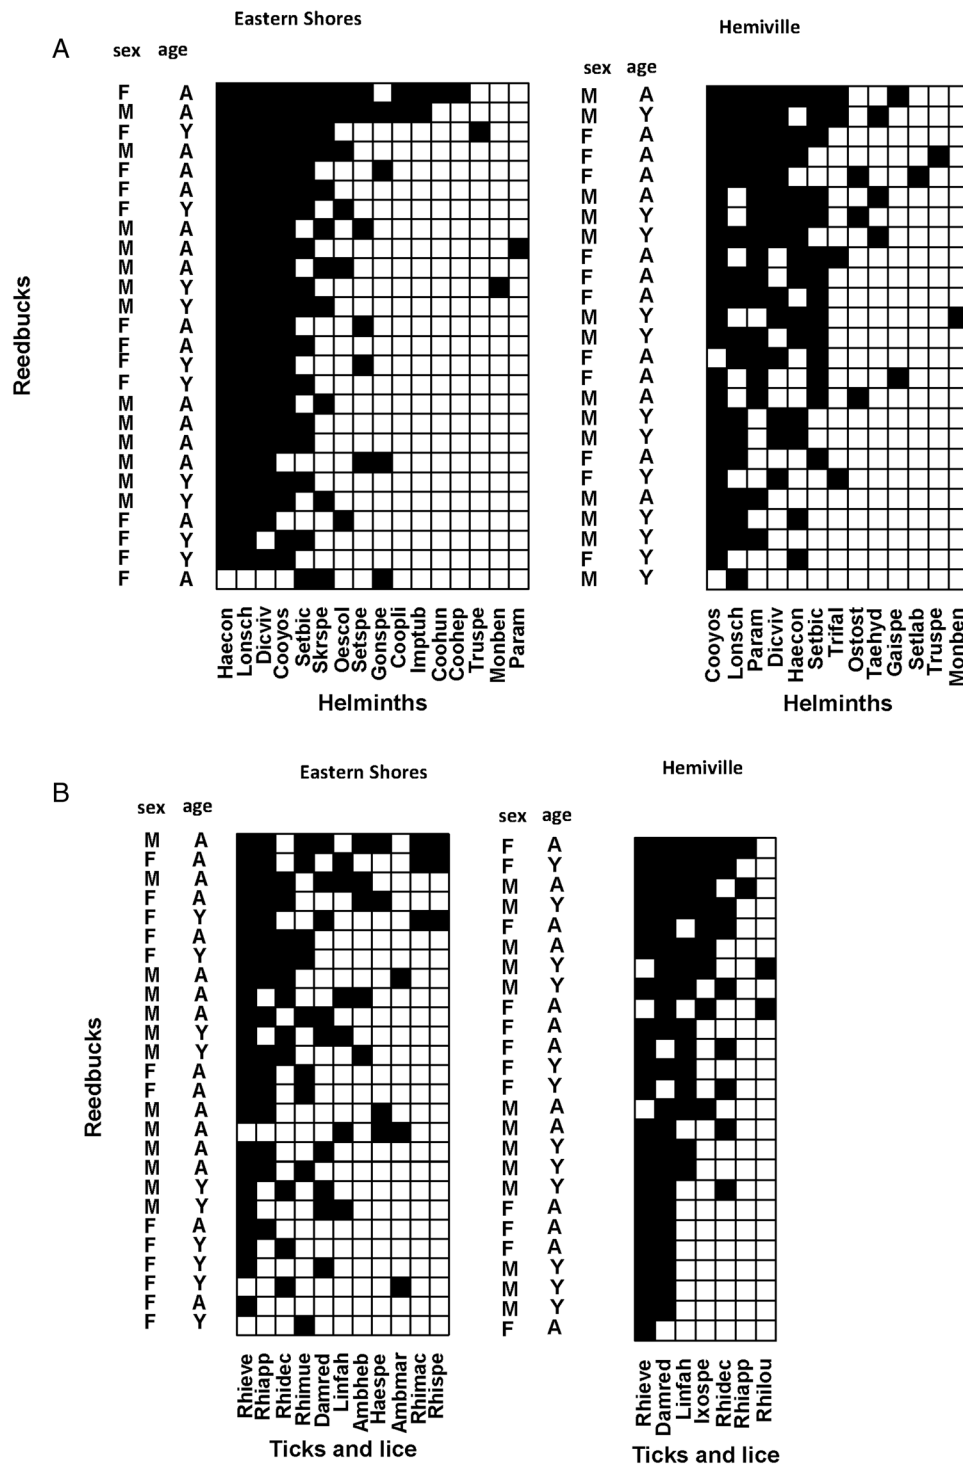 A
Eastern Shores
Hemiville
sex age
sex age
F A
M A
F Y
M A
F A
F A
F Y
M A
M A
M A
M Y
M Y
F A
F A
F Y
F Y
M A
M A
M A
M A
M Y
M Y
F A
F Y
F Y
F A
M A
M Y
F A
F A
F A
M A
M Y
M Y
F A
F A
F A
M Y
M Y
F A
F A
M A
M Y
M Y
F A
F Y
M A
M Y
M Y
F Y
M Y
Reedbucks
Haecon
Lonsch
Dicviv
Cooyos
Setbic
Skrspe
Oescol
Setspe
Gonspe
Coopli
Imptub
Coohun
Coohep
Truspe
Monben
Param
Helminths
Cooyos
Lonsch
Param
Dicviv
Haecon
Setbic
Trifal
Ostost
Taehyd
Gaispe
Setlab
Truspe
Monben
Helminths
B
Eastern Shores
Hemiville
sex age
sex age
M A
F A
M A
F A
F Y
F A
F Y
M A
M A
M A
M Y
M Y
F A
F A
M A
M A
M A
M A
M Y
M Y
F A
F Y
F Y
F Y
F A
F Y
F A
F Y
M A
M Y
F A
M A
M Y
M Y
F A
F A
F A
F Y
F Y
M A
M A
M Y
M Y
M Y
F A
F A
F A
M Y
M Y
M Y
F A
Reedbucks
Rhieve
Rhiapp
Rhidec
Rhimue
Damred
Linfah
Ambheb
Haespe
Ambmar
Rhimac
Rhispe
Ticks and lice
Rhieve
Damred
Linfah
Ixospe
Rhidec
Rhiapp
Rhilou
Ticks and lice